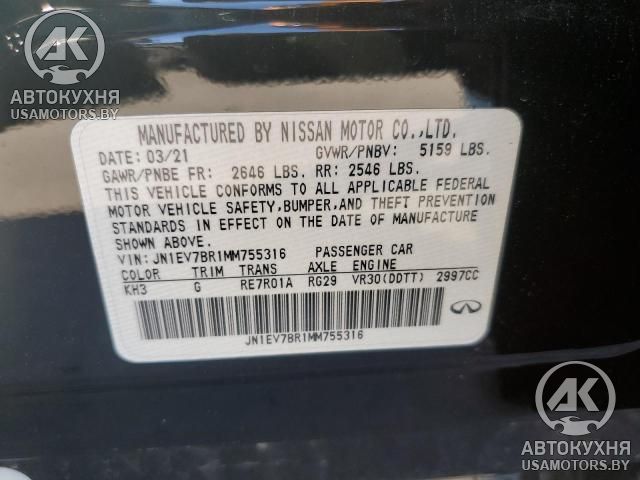 AK
АВТОКУХНЯ
USAMOTORS.BY
MANUFACTURED BY NISSAN MOTOR CO.,LTD.
DATE: 03/21 GVWR/PNBV: 5159 LBS.
GAWR/PNBE FR: 2646 LBS. RR: 2546 LBS.
THIS VEHICLE CONFORMS TO ALL APPLICABLE FEDERAL
MOTOR VEHICLE SAFETY,BUMPER,AND THEFT PREVENTION
STANDARDS IN EFFECT ON THE DATE OF MANUFACTURE
SHOWN ABOVE.
VIN: JN1EV7BR1MM755316 PASSENGER CAR
COLOR TRIM TRANS AXLE ENGINE
KH3 G RE7R01A RG29 VR30(DDTT) 2997CC
JN1EV7BR1MM755316
AK
АВТОКУХНЯ
USAMOTORS.BY